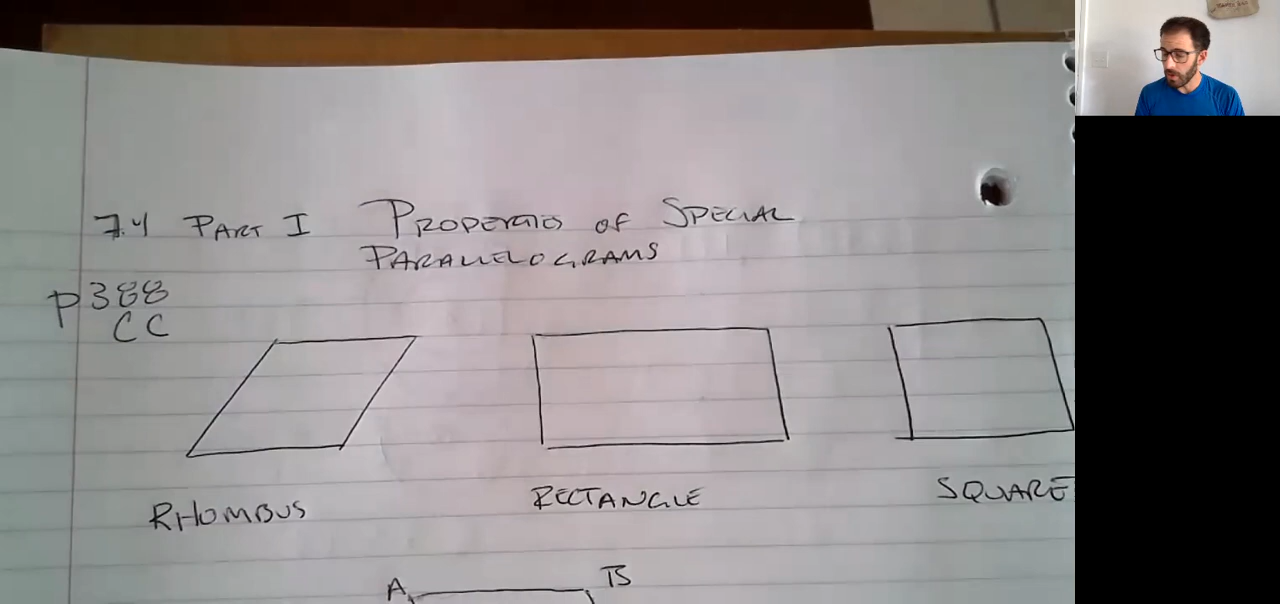 7.4 PART I PROPERTIES OF SPECIAL
PARALLELOGRAMS
p388
CC
RHOMBUS
RECTANGLE
SQUARE
A B